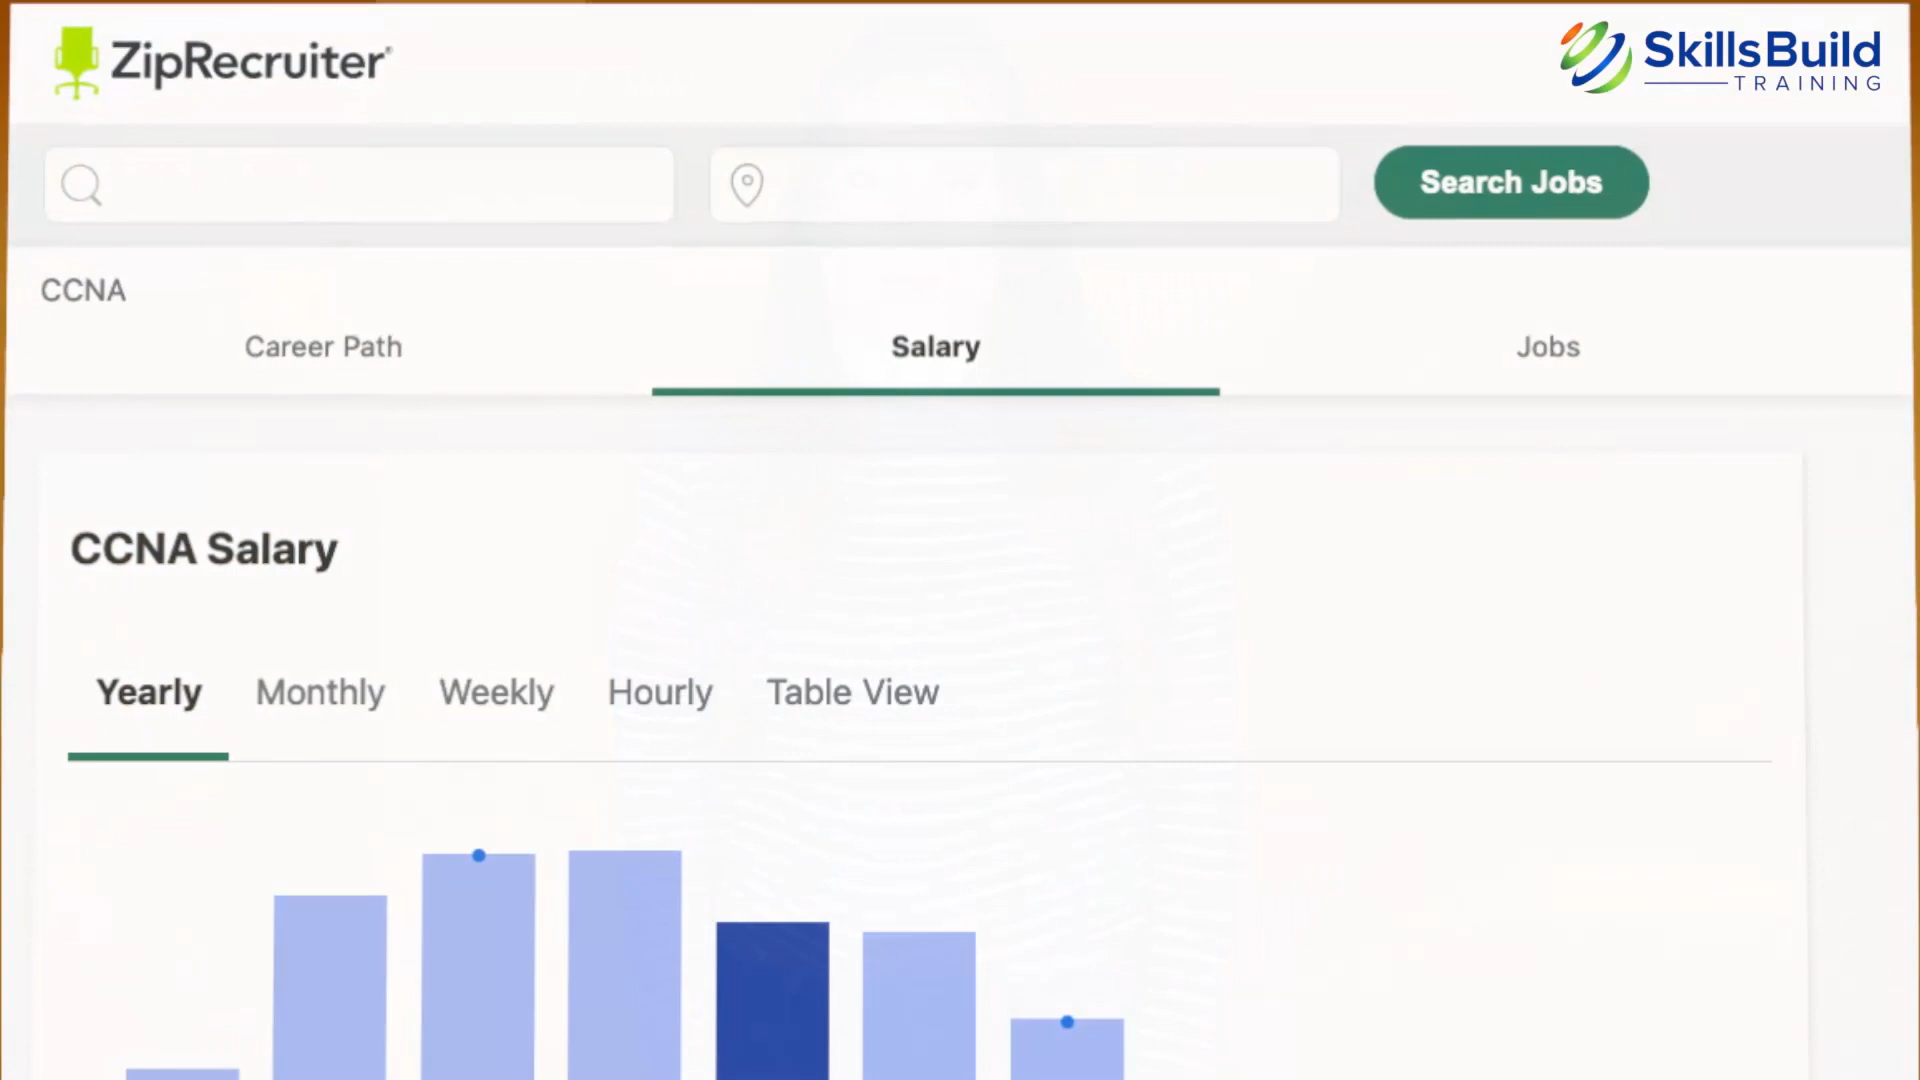 ZipRecruiter
SkillsBuild
TRAINING
Search Jobs
CCNA
Career Path
Salary
Jobs
CCNA Salary
Yearly
Monthly
Weekly
Hourly
Table View